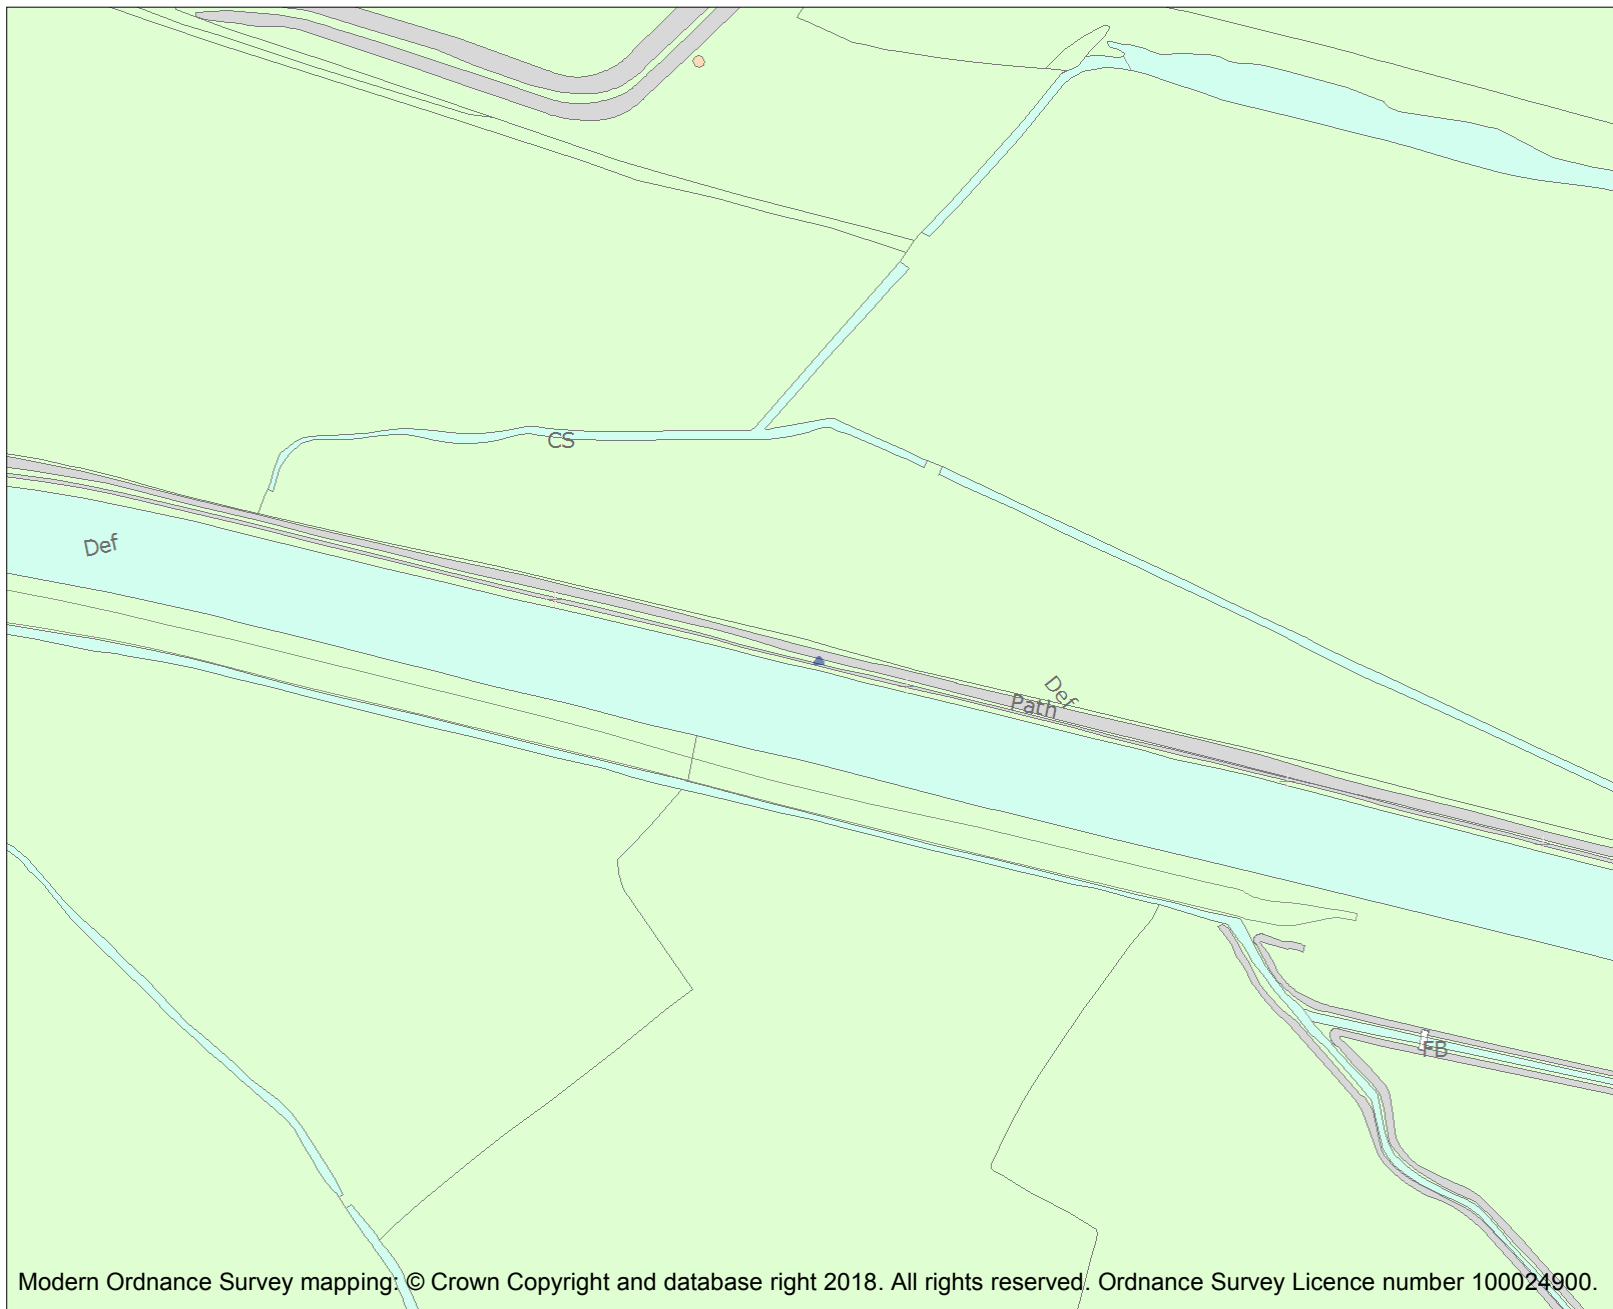 CS
Def
Def
Path
FB
Modern Ordnance Survey mapping: © Crown Copyright and database right 2018. All rights reserved. Ordnance Survey Licence number 100024900.